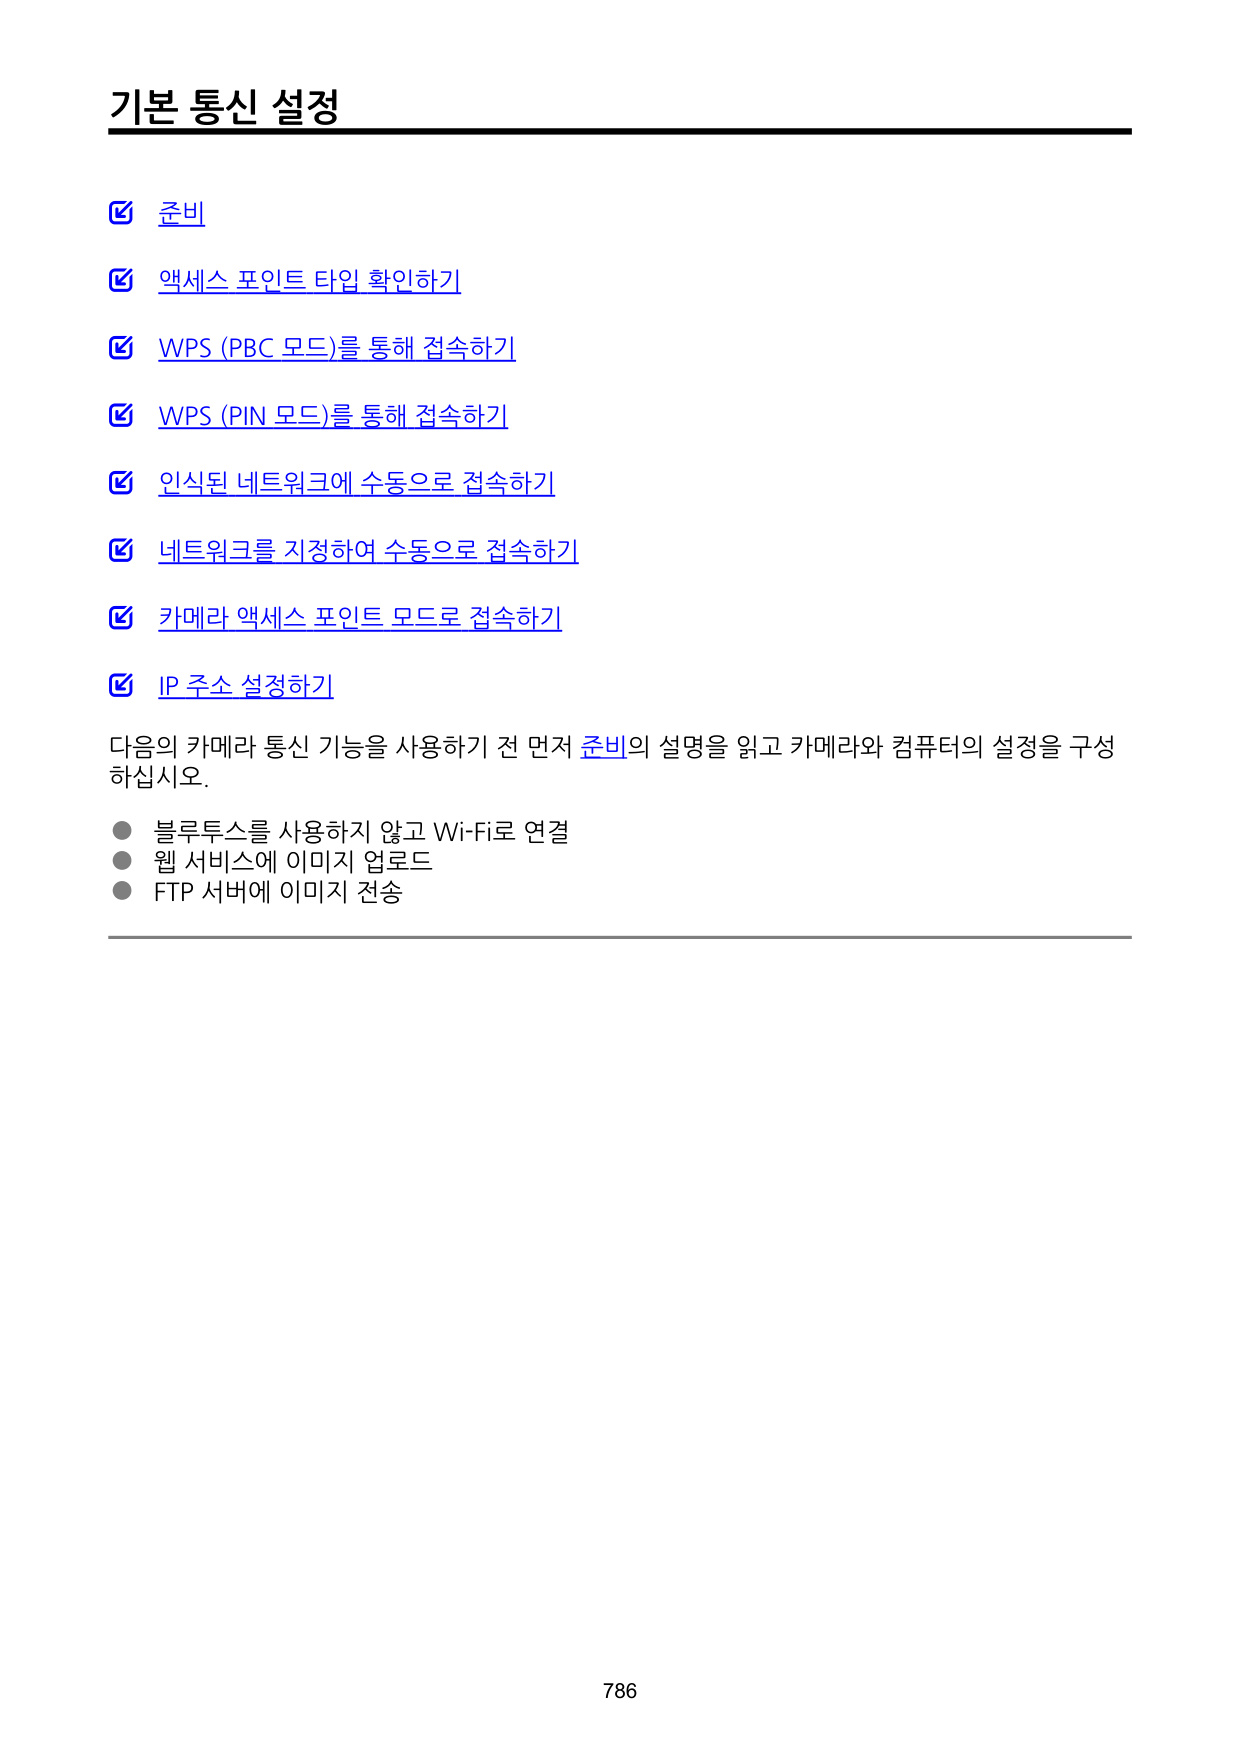 기본 통신 설정
준비
액세스 포인트 타입 확인하기
WPS (PBC 모드)를 통해 접속하기
WPS (PIN 모드)를 통해 접속하기
인식된 네트워크에 수동으로 접속하기
네트워크를 지정하여 수동으로 접속하기
카메라 액세스 포인트 모드로 접속하기
IP 주소 설정하기
다음의 카메라 통신 기능을 사용하기 전 먼저 준비의 설명을 읽고 카메라와 컴퓨터의 설정을 구성
하십시오.
● 블루투스를 사용하지 않고 Wi-Fi로 연결
● 웹 서비스에 이미지 업로드
● FTP 서버에 이미지 전송
786